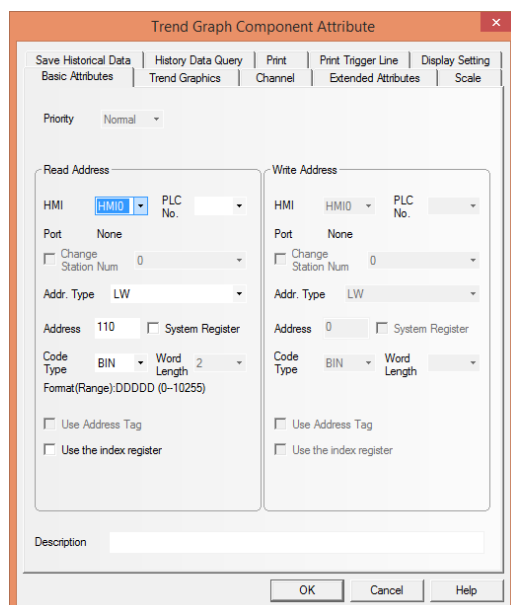 Trend Graph Component Attribute
Save Historical Data History Data Query Print Print Trigger Line Display Setting
Basic Attributes Trend Graphics Channel Extended Attributes Scale
Priority Normal
Read Address
HMI HMI0 PLC No.
Port None
Change Station Num 0
Addr. Type LW
Address 110 System Register
Code Type BIN Word Length 2
Format(Range):DDDDD (0--10255)
Use Address Tag
Use the index register
Write Address
HMI HMI0 PLC No.
Port None
Change Station Num 0
Addr. Type LW
Address 0 System Register
Code Type BIN Word Length
Use Address Tag
Use the index register
Description
OK Cancel Help